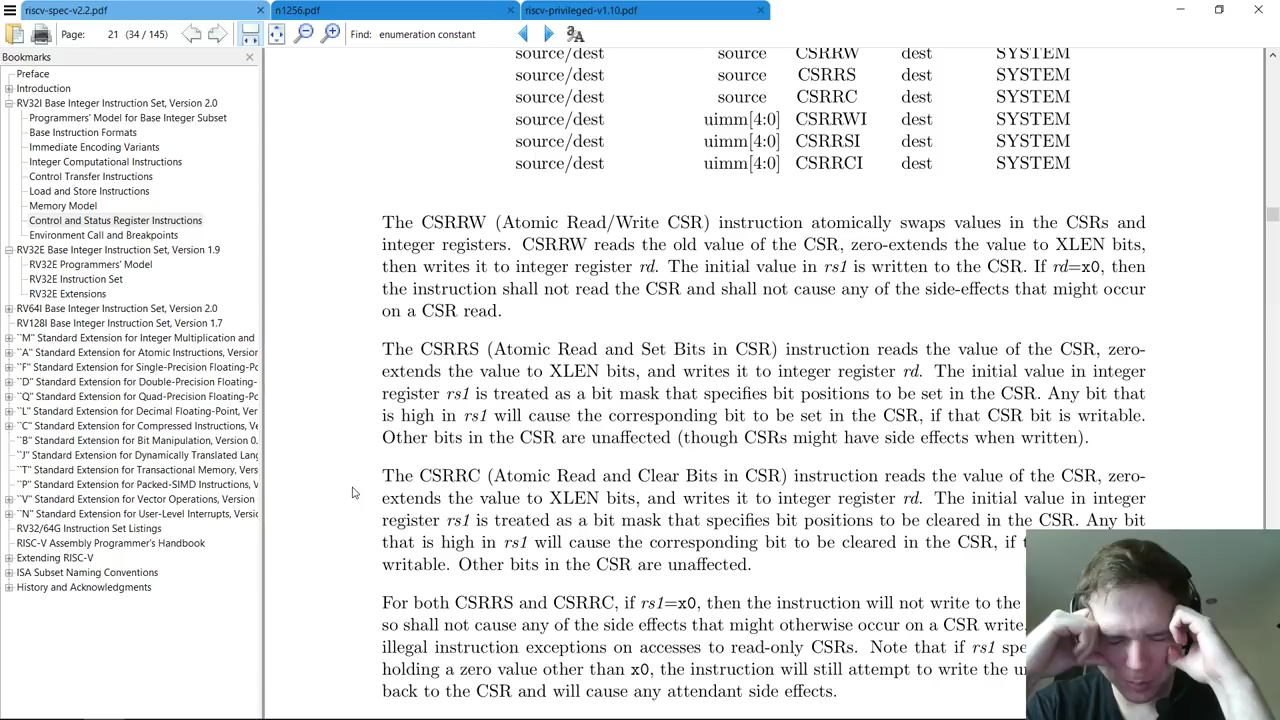 riscv-spec-v2.2.pdf
n1256.pdf
riscv-privileged-v1.10.pdf
Page: 21 (34 / 145)
Find: enumeration constant
Bookmarks
Preface
Introduction
RV32I Base Integer Instruction Set, Version 2.0
Programmers' Model for Base Integer Subset
Base Instruction Formats
Immediate Encoding Variants
Integer Computational Instructions
Control Transfer Instructions
Load and Store Instructions
Memory Model
Control and Status Register Instructions
Environment Call and Breakpoints
RV32E Base Integer Instruction Set, Version 1.9
RV32E Programmers' Model
RV32E Instruction Set
RV32E Extensions
RV64I Base Integer Instruction Set, Version 2.0
RV128I Base Integer Instruction Set, Version 1.7
``M'' Standard Extension for Integer Multiplication and
``A'' Standard Extension for Atomic Instructions, Version
``F'' Standard Extension for Single-Precision Floating-Po
``D'' Standard Extension for Double-Precision Floating-
``Q'' Standard Extension for Quad-Precision Floating-Po
``L'' Standard Extension for Decimal Floating-Point, Ver
``C'' Standard Extension for Compressed Instructions, Ve
``B'' Standard Extension for Bit Manipulation, Version 0.
``J'' Standard Extension for Dynamically Translated Lang
``T'' Standard Extension for Transactional Memory, Vers
``P'' Standard Extension for Packed-SIMD Instructions, V
``V'' Standard Extension for Vector Operations, Version
``N'' Standard Extension for User-Level Interrupts, Versio
RV32/64G Instruction Set Listings
RISC-V Assembly Programmer's Handbook
Extending RISC-V
ISA Subset Naming Conventions
History and Acknowledgments
source/dest source CSRRW dest SYSTEM
source/dest source CSRRS dest SYSTEM
source/dest source CSRRC dest SYSTEM
source/dest uimm[4:0] CSRRWI dest SYSTEM
source/dest uimm[4:0] CSRRSI dest SYSTEM
source/dest uimm[4:0] CSRRCI dest SYSTEM
The CSRRW (Atomic Read/Write CSR) instruction atomically swaps values in the CSRs and
integer registers. CSRRW reads the old value of the CSR, zero-extends the value to XLEN bits,
then writes it to integer register rd. The initial value in rs1 is written to the CSR. If rd=x0, then
the instruction shall not read the CSR and shall not cause any of the side-effects that might occur
on a CSR read.
The CSRRS (Atomic Read and Set Bits in CSR) instruction reads the value of the CSR, zero-
extends the value to XLEN bits, and writes it to integer register rd. The initial value in integer
register rs1 is treated as a bit mask that specifies bit positions to be set in the CSR. Any bit that
is high in rs1 will cause the corresponding bit to be set in the CSR, if that CSR bit is writable.
Other bits in the CSR are unaffected (though CSRs might have side effects when written).
The CSRRC (Atomic Read and Clear Bits in CSR) instruction reads the value of the CSR, zero-
extends the value to XLEN bits, and writes it to integer register rd. The initial value in integer
register rs1 is treated as a bit mask that specifies bit positions to be cleared in the CSR. Any bit
that is high in rs1 will cause the corresponding bit to be cleared in the CSR, if
writable. Other bits in the CSR are unaffected.
For both CSRRS and CSRRC, if rs1=x0, then the instruction will not write to the
so shall not cause any of the side effects that might otherwise occur on a CSR write,
illegal instruction exceptions on accesses to read-only CSRs. Note that if rs1 spe
holding a zero value other than x0, the instruction will still attempt to write the un
back to the CSR and will cause any attendant side effects.